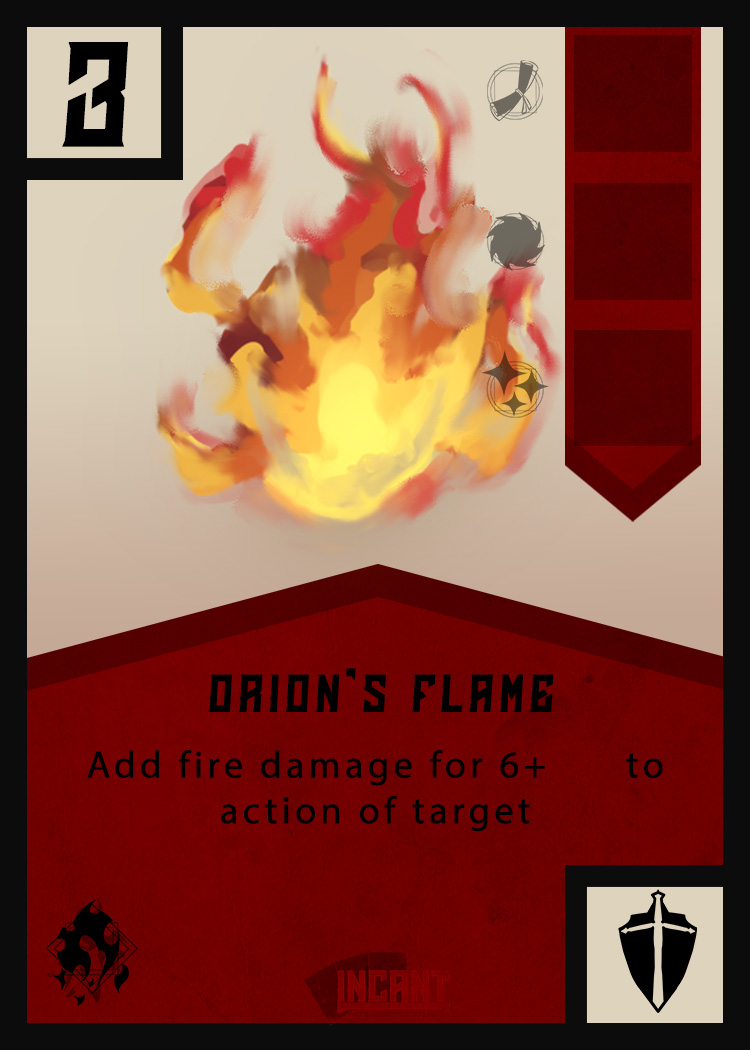 3
ORION'S FLAME
Add fire damage for 6+ to
action of target
INCANT